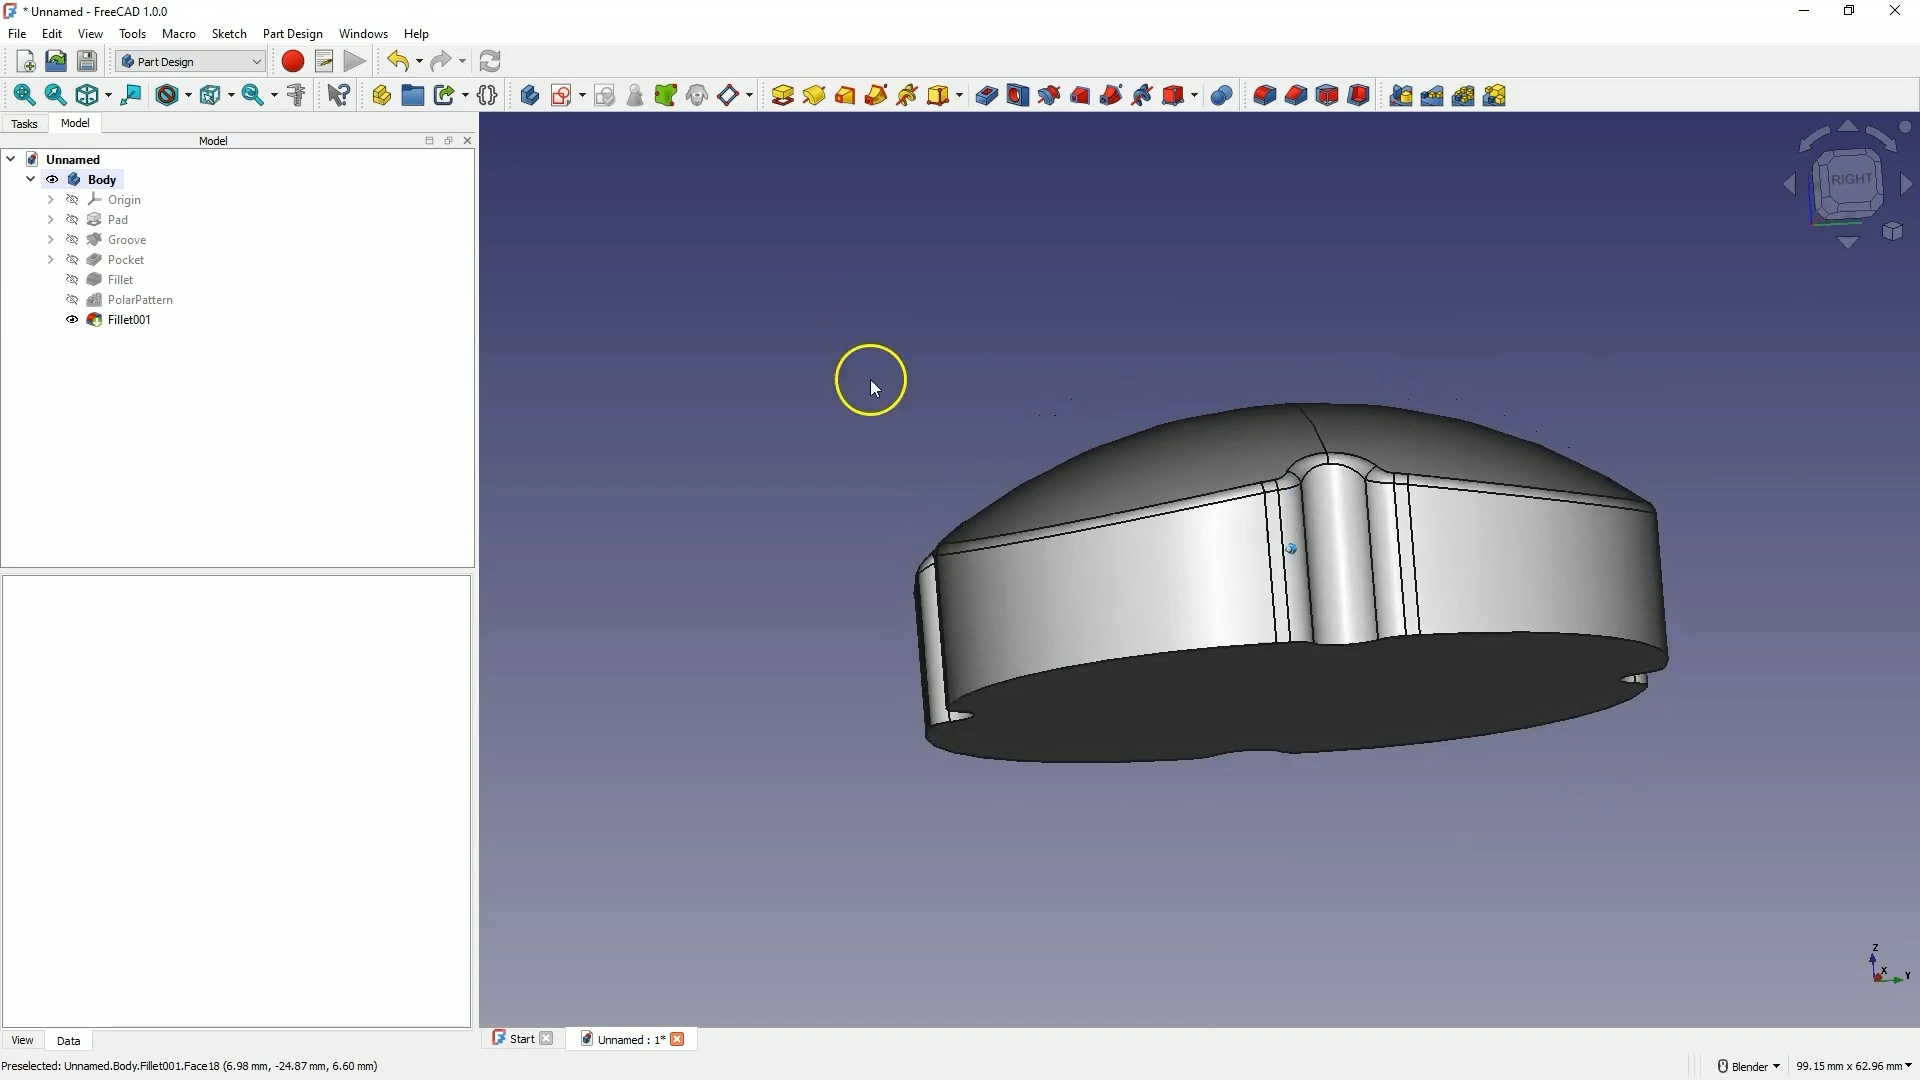 * Unnamed - FreeCAD 1.0.0
File Edit View Tools Macro Sketch Part Design Windows Help
Part Design
Tasks Model
Model
Unnamed
Body
Origin
Pad
Groove
Pocket
Fillet
PolarPattern
Fillet001
RIGHT
Z
X
Y
View Data
Start Unnamed : 1*
Preselected: Unnamed.Body.Fillet001.Face18 (6.98 mm, -24.87 mm, 6.60 mm)
Blender 99.15 mm x 62.96 mm